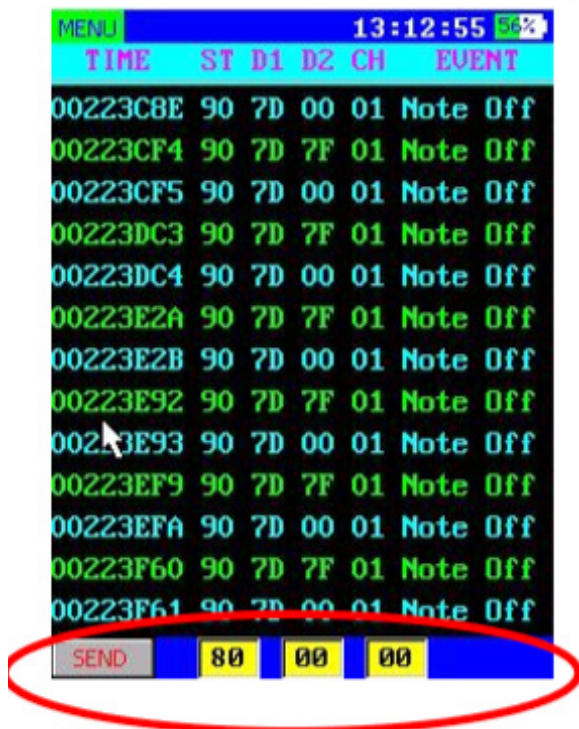 MENU 13:12:55 56%
TIME ST D1 D2 CH EVENT
00223C8E 90 7D 00 01 Note Off
00223CF4 90 7D 7F 01 Note Off
00223CF5 90 7D 00 01 Note Off
00223DC3 90 7D 7F 01 Note Off
00223DC4 90 7D 00 01 Note Off
00223E2A 90 7D 7F 01 Note Off
00223E2B 90 7D 00 01 Note Off
00223E92 90 7D 7F 01 Note Off
00223E93 90 7D 00 01 Note Off
00223EF9 90 7D 7F 01 Note Off
00223EFA 90 7D 00 01 Note Off
00223F60 90 7D 7F 01 Note Off
00223F61 90 7D 00 01 Note Off
SEND 80 00 00